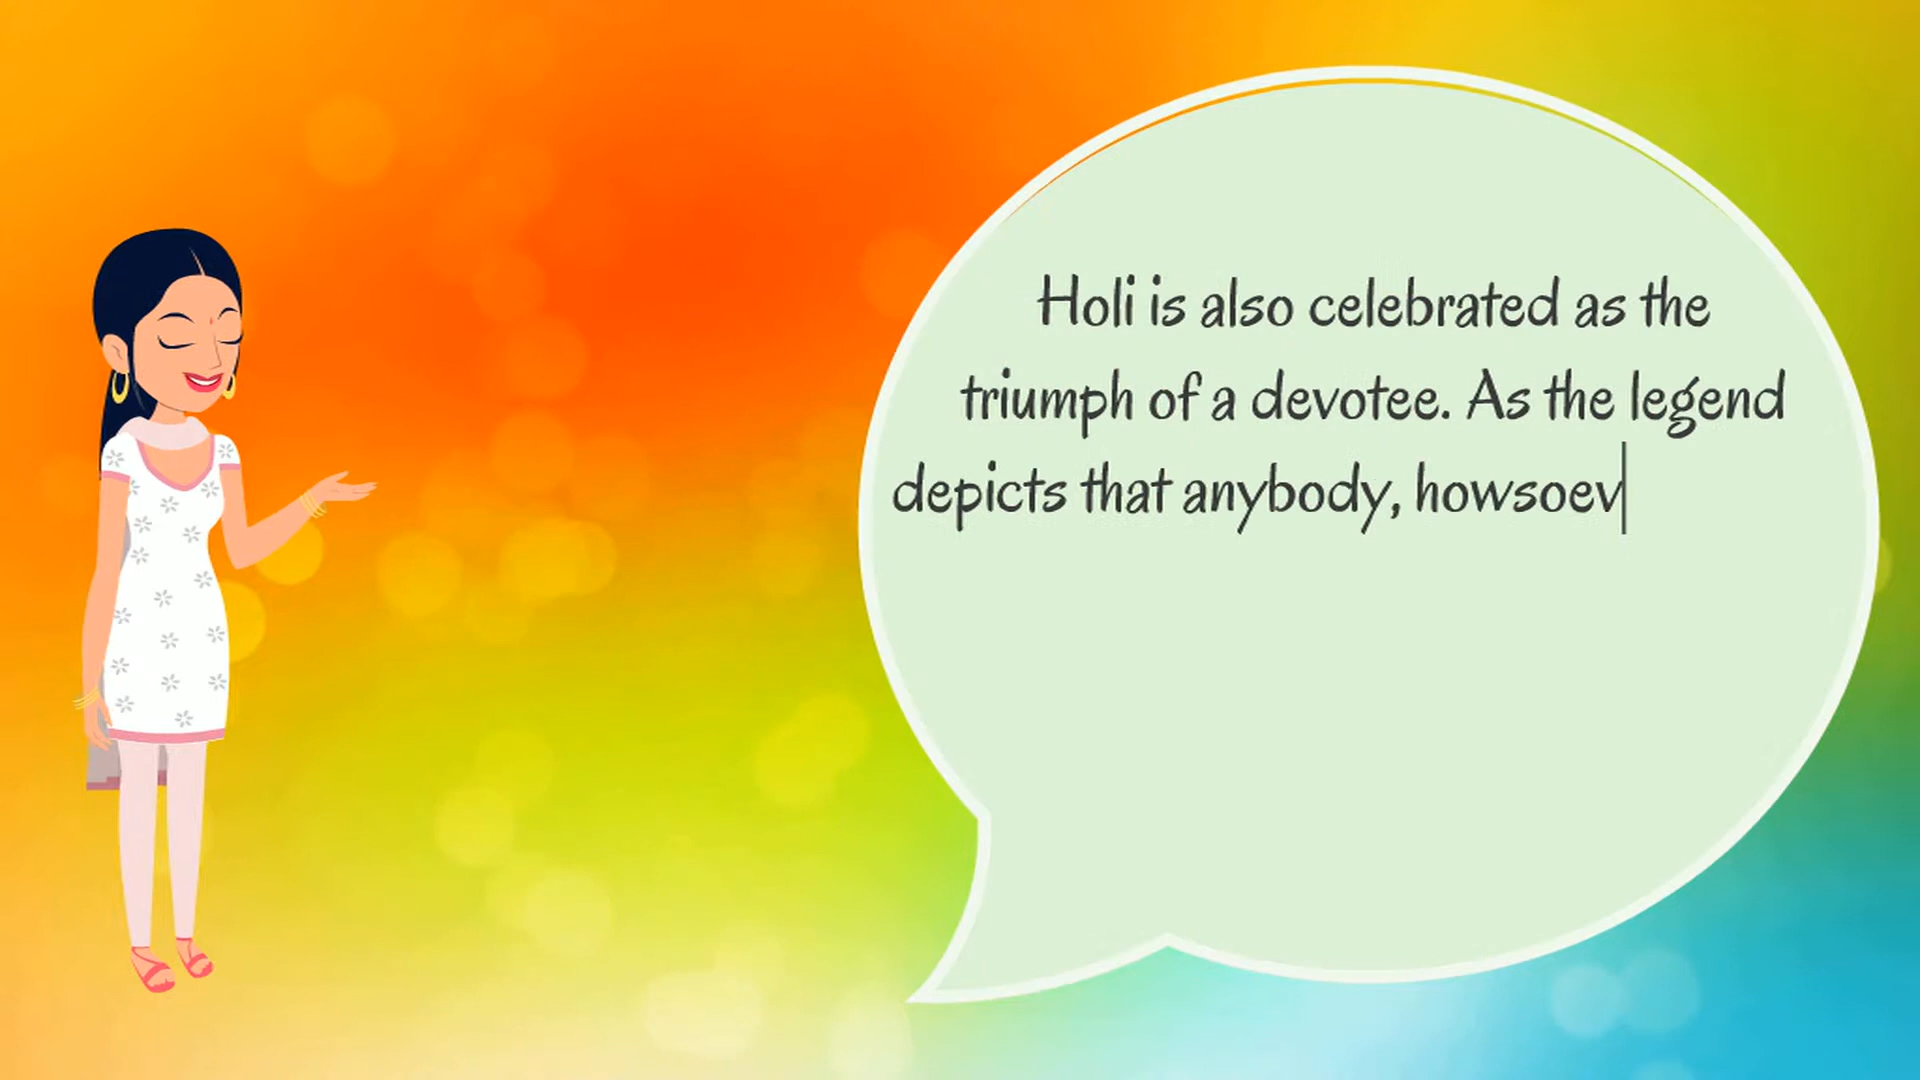 Holi is also celebrated as the
triumph of a devotee. As the legend
depicts that anybody, howsoev